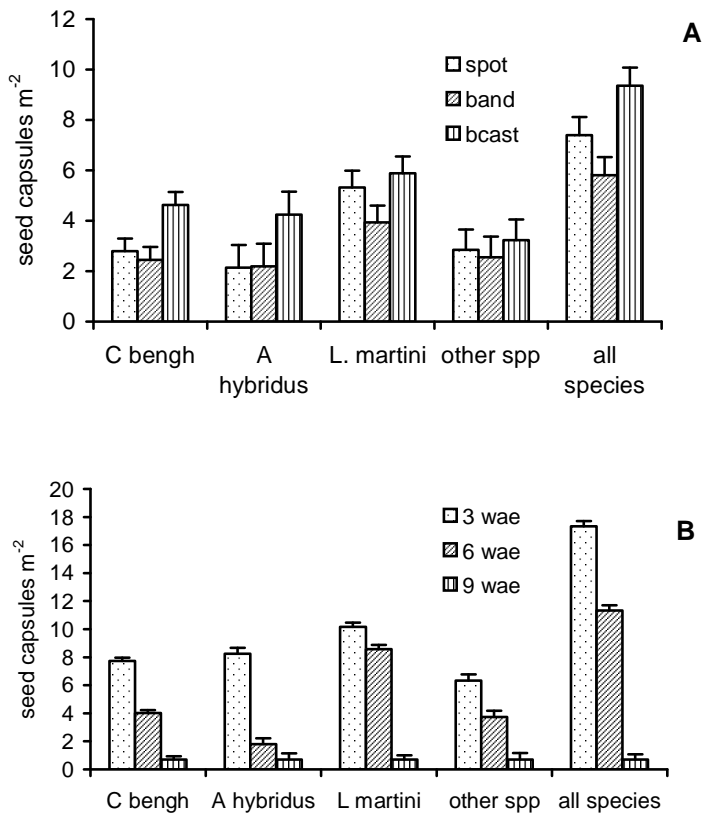 A
12
10
8
6
4
2
0
seed capsules m⁻²
spot
band
bcast
C bengh
A
hybridus
L. martini
other spp
all
species
B
20
18
16
14
12
10
8
6
4
2
0
seed capsules m⁻²
3 wae
6 wae
9 wae
C bengh
A hybridus
L martini
other spp
all species